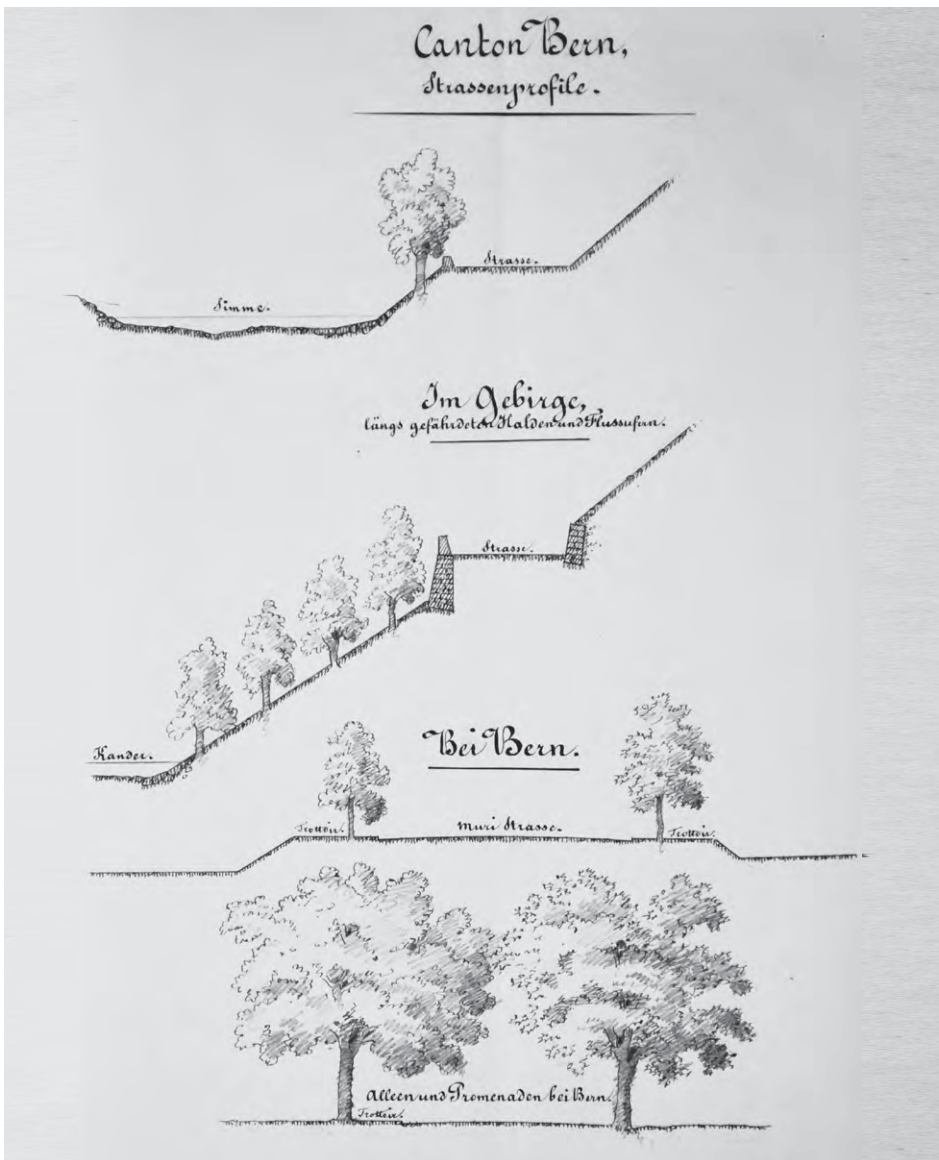 Canton Bern,
Strassenprofile.
Strasse.
Simme.
Im Gebirge,
längs gefährdeten Halden und Flussufern.
Strasse.
Kander.
Bei Bern.
Trottoir.
Muri Strasse.
Trottoir.
Alleen und Promenaden bei Bern.
Trottoir.